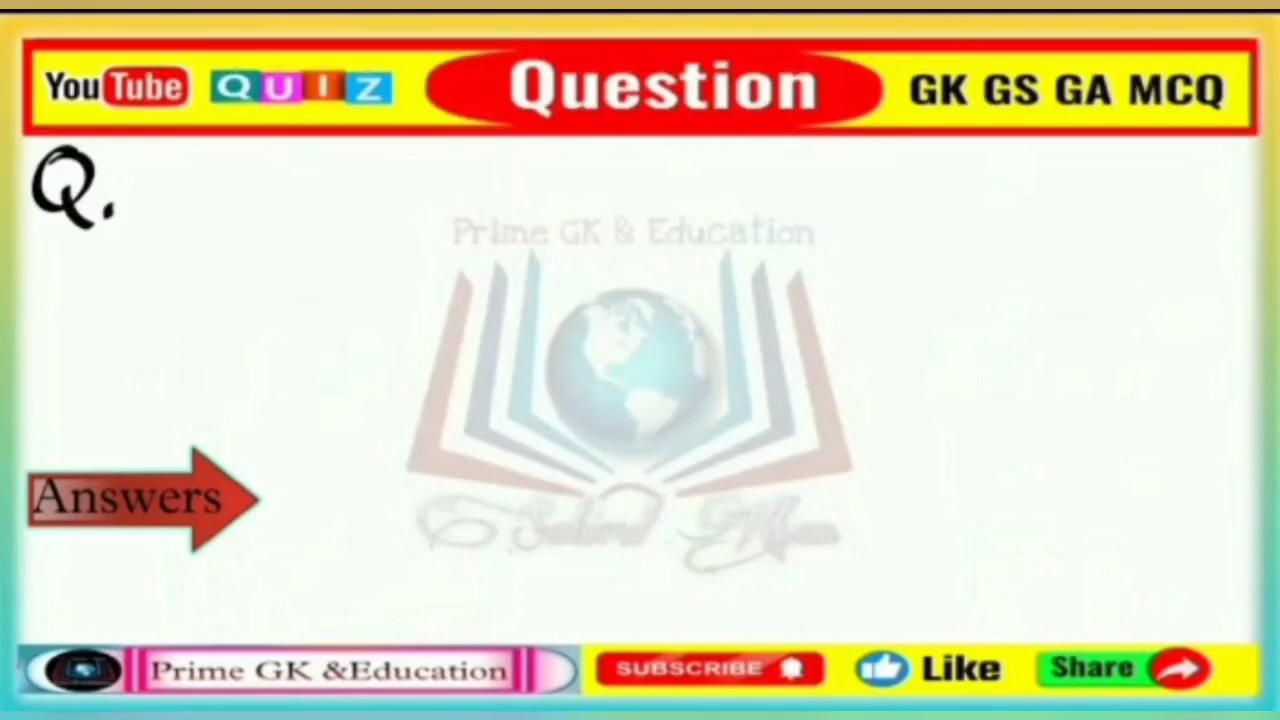 YouTube QUIZ Question GK GS GA MCQ
Q.
Prime GK & Education
Answers
Prime GK &Education SUBSCRIBE Like Share